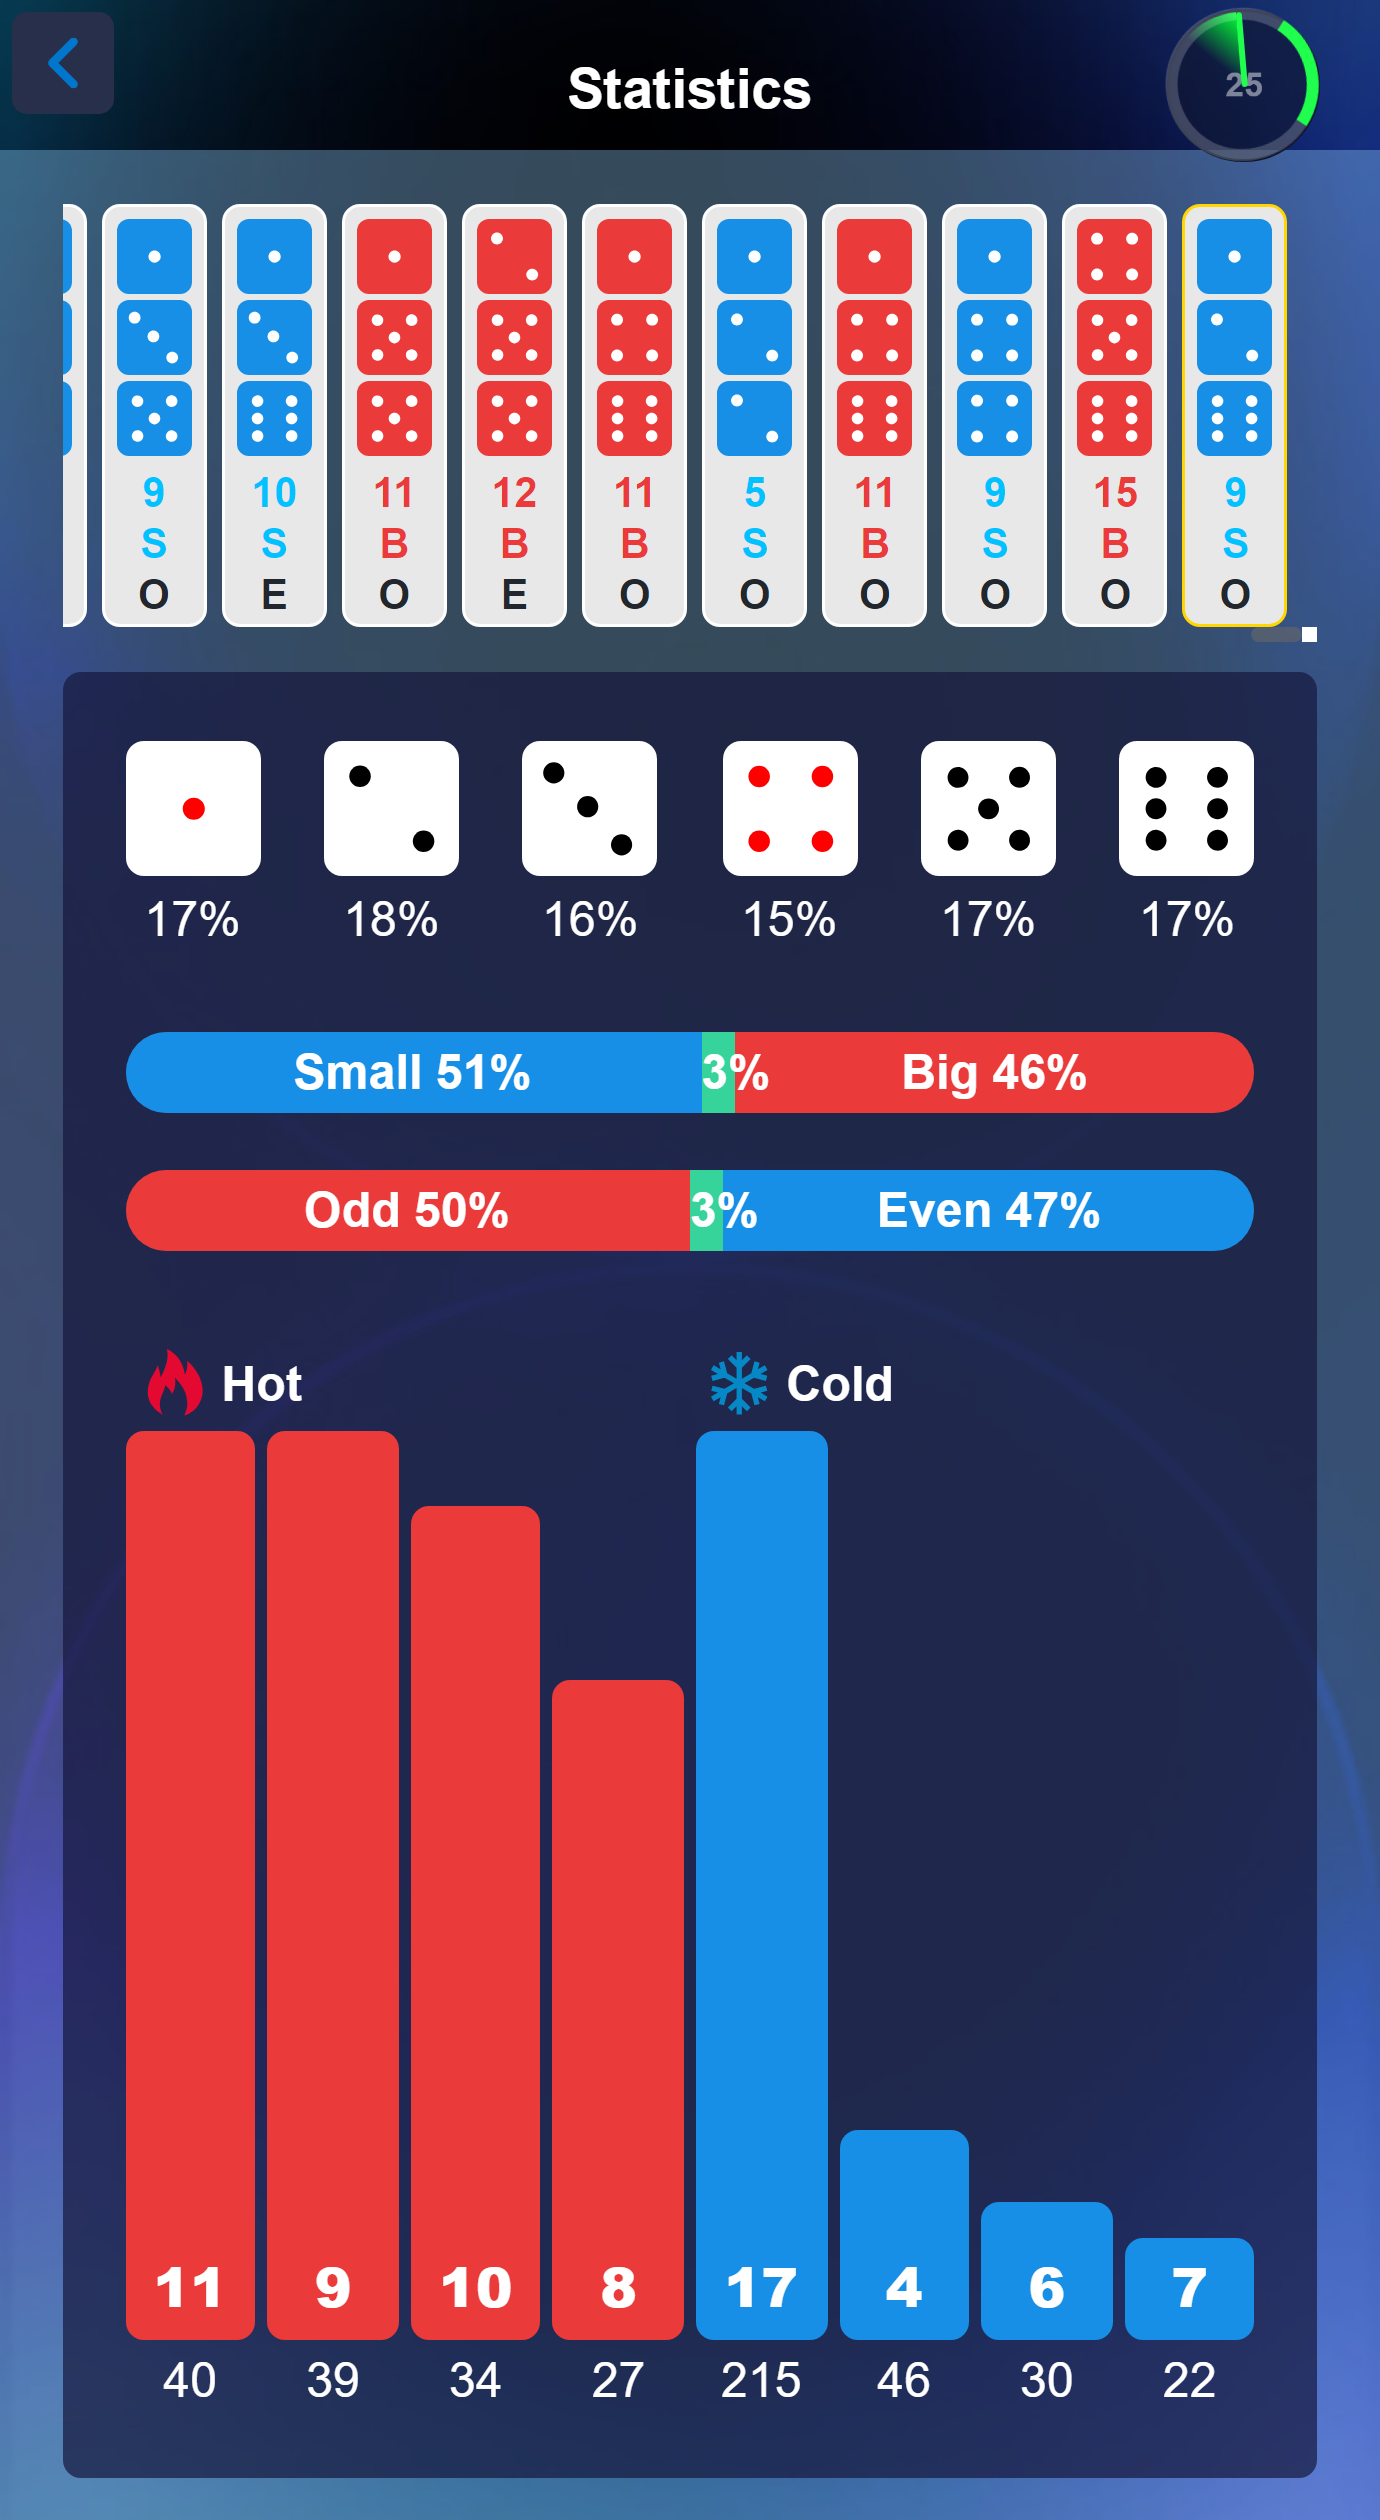 Statistics
25
9 10 11 12 11 5 11 9 15 9
S S B B B S B S B S
O E O E O O O O O O
17% 18% 16% 15% 17% 17%
Small 51% 3% Big 46%
Odd 50% 3% Even 47%
Hot Cold
11 9 10 8 17 4 6 7
40 39 34 27 215 46 30 22